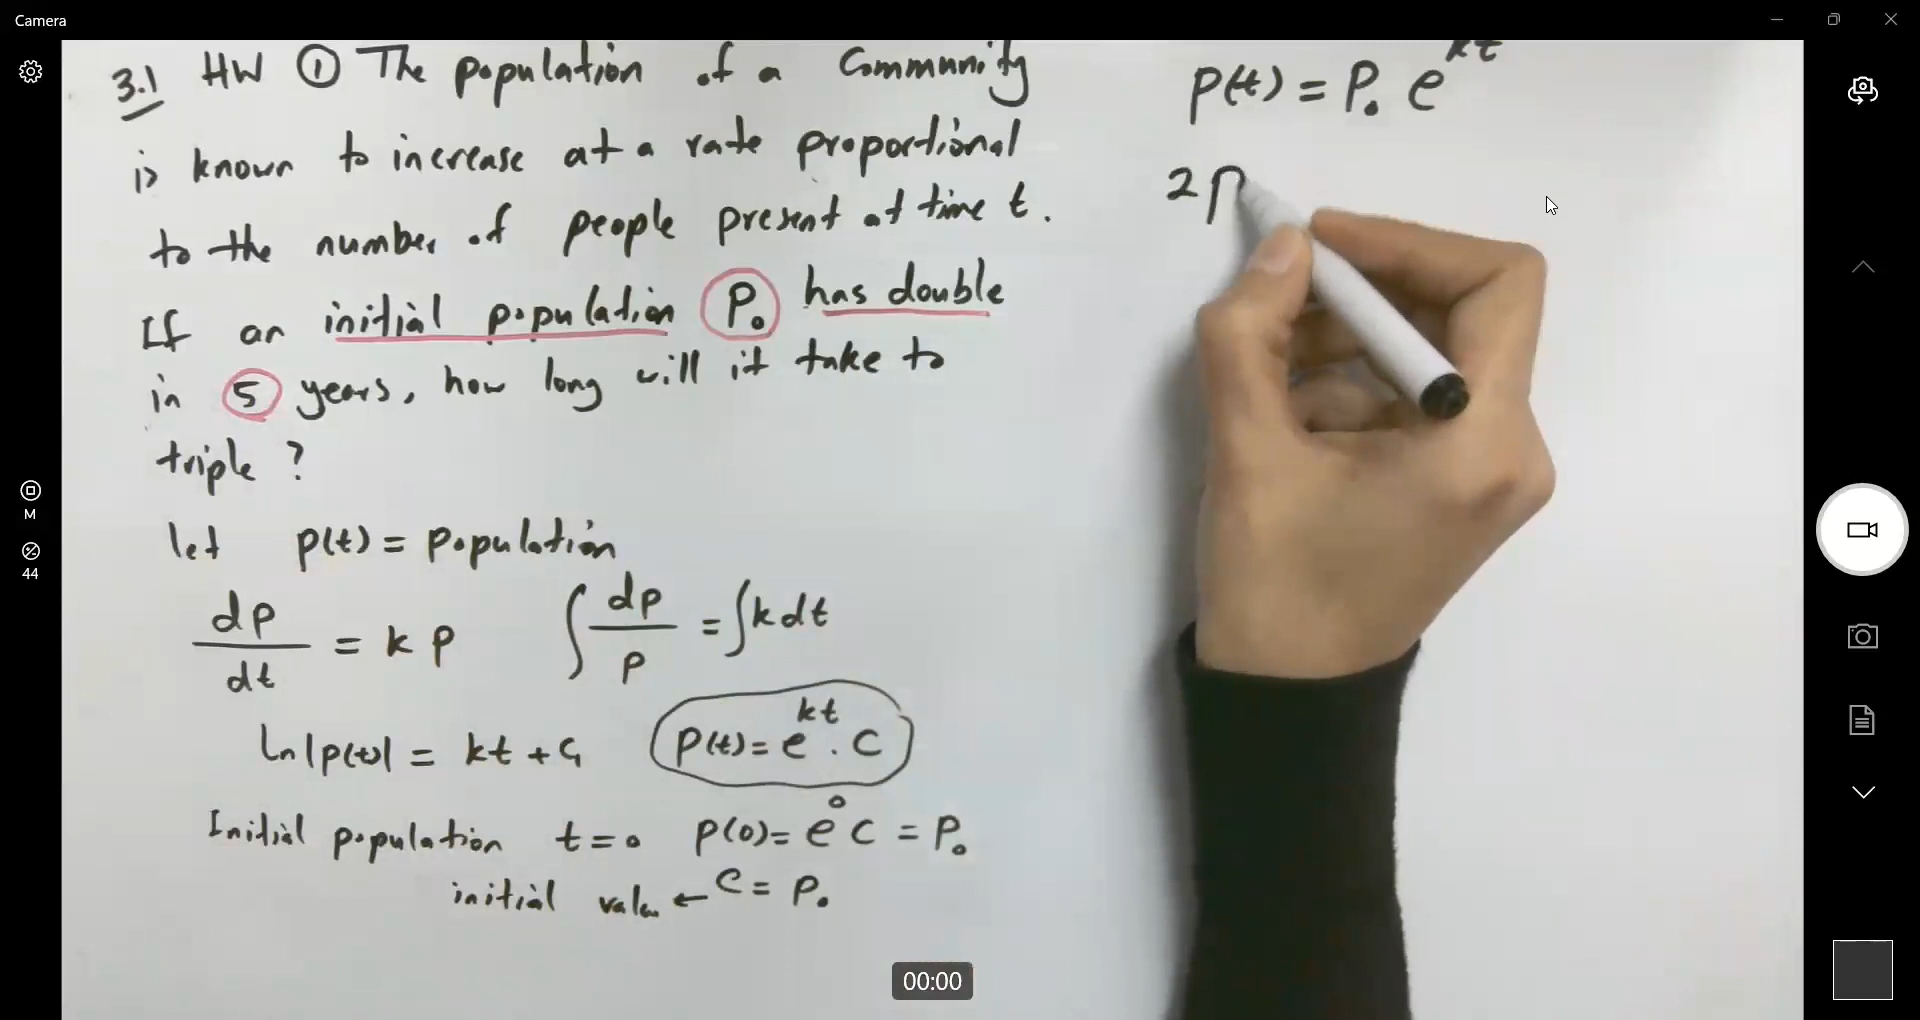 Camera
3.1 HW ① The population of a Community
is known to increase at a rate proportional
to the number of people present at time t.
If an initial population P₀ has double
in 5 years, how long will it take to
triple ?
let p(t) = population
dp/dt = k p ∫ dp/p = ∫ k dt
ln|p(t)| = kt + C₁ p(t) = e^kt . C
Initial population t = 0 p(0) = e^0 C = P₀
initial value ← C = P₀
p(t) = P₀ e^kt
2 p
M
44
00:00